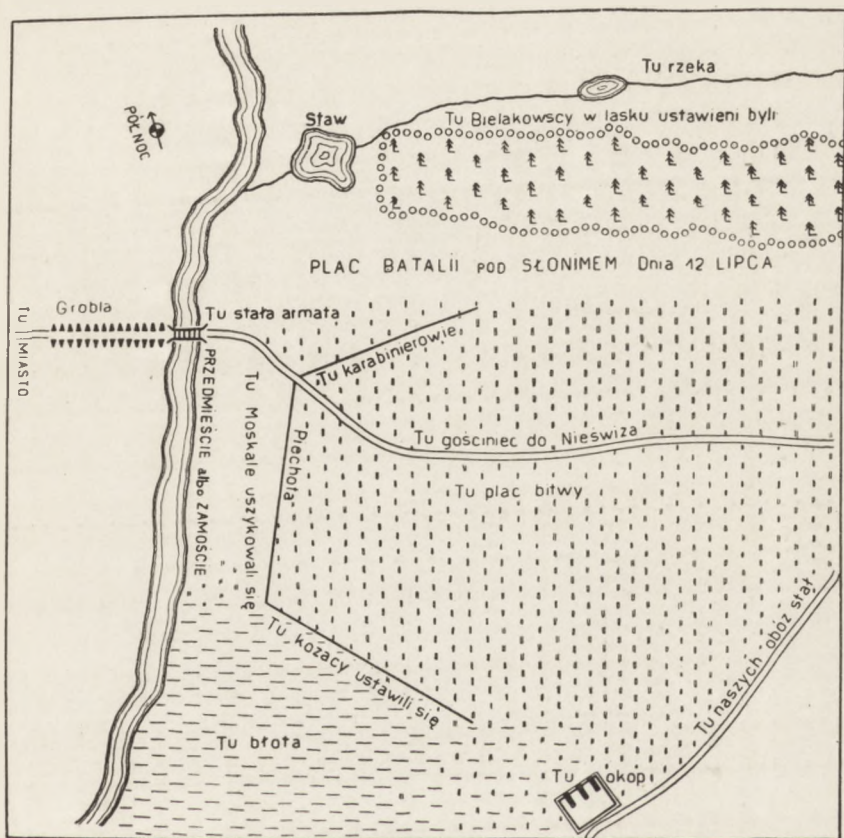 Tu rzeka
PÓŁNOC
Staw
Tu Bielakowscy w lasku ustawieni byli
PLAC BATALII POD SŁONIMEM Dnia 12 LIPCA
TU MIASTO
Grobla
Tu stała armata
PRZEDMIEŚCIE albo ZAMOŚCIE
Tu Moskale uszykowali się
Piechota
Tu karabinierowie
Tu gościniec do Nieświza
Tu plac bitwy
Tu kozacy ustawili się
Tu naszych oboz stał
Tu błota
Tu okop